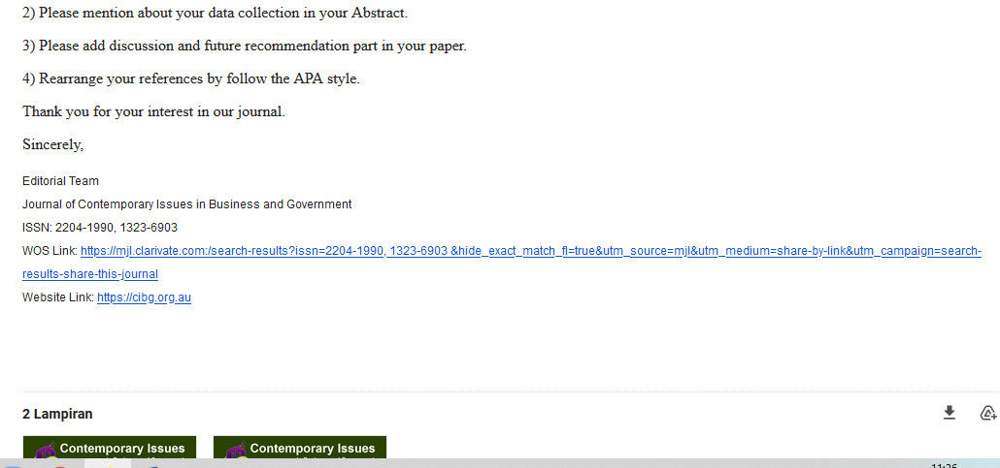 2) Please mention about your data collection in your Abstract.
3) Please add discussion and future recommendation part in your paper.
4) Rearrange your references by follow the APA style.
Thank you for your interest in our journal.
Sincerely,
Editorial Team
Journal of Contemporary Issues in Business and Government
ISSN: 2204-1990, 1323-6903
WOS Link: https://mjl.clarivate.com:/search-results?issn=2204-1990, 1323-6903 &hide_exact_match_fl=true&utm_source=mjl&utm_medium=share-by-link&utm_campaign=search-
results-share-this-journal
Website Link: https://cibg.org.au
2 Lampiran
Contemporary Issues
Contemporary Issues
11:26